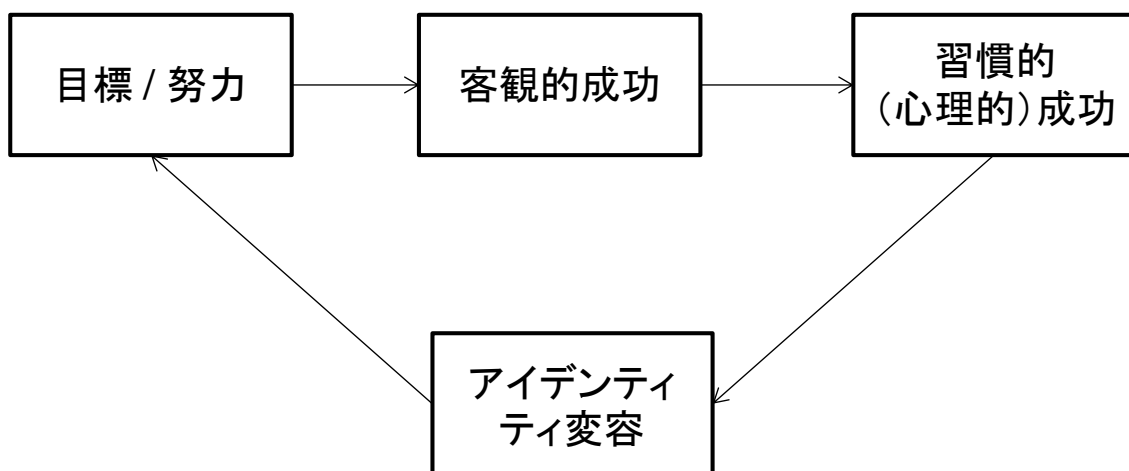 目標 / 努力
客観的成功
習慣的
（心理的）成功
アイデンティ
ティ変容